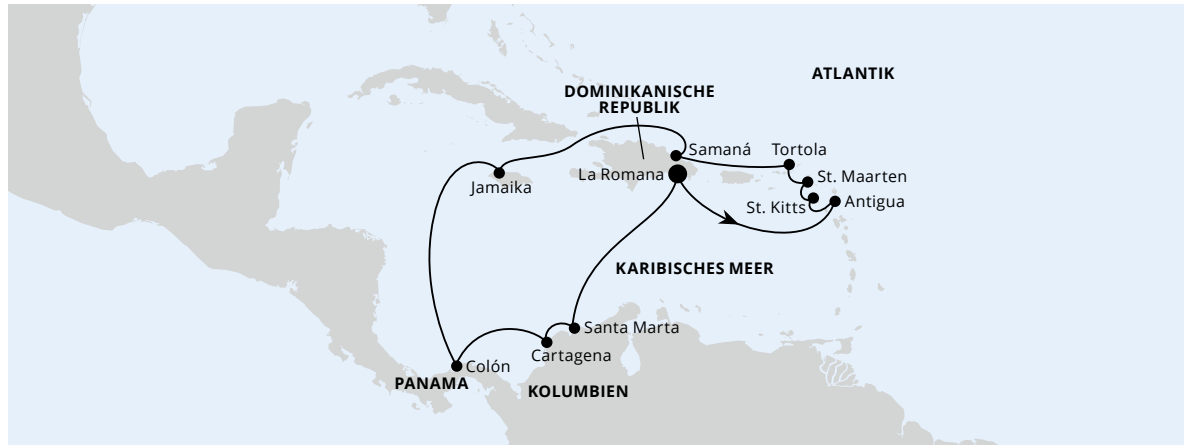 ATLANTIK
DOMINIKANISCHE
REPUBLIK
Samaná
Tortola
La Romana
St. Maarten
Jamaika
St. Kitts
Antigua
KARIBISCHES MEER
Santa Marta
Cartagena
Colón
PANAMA
KOLUMBIEN